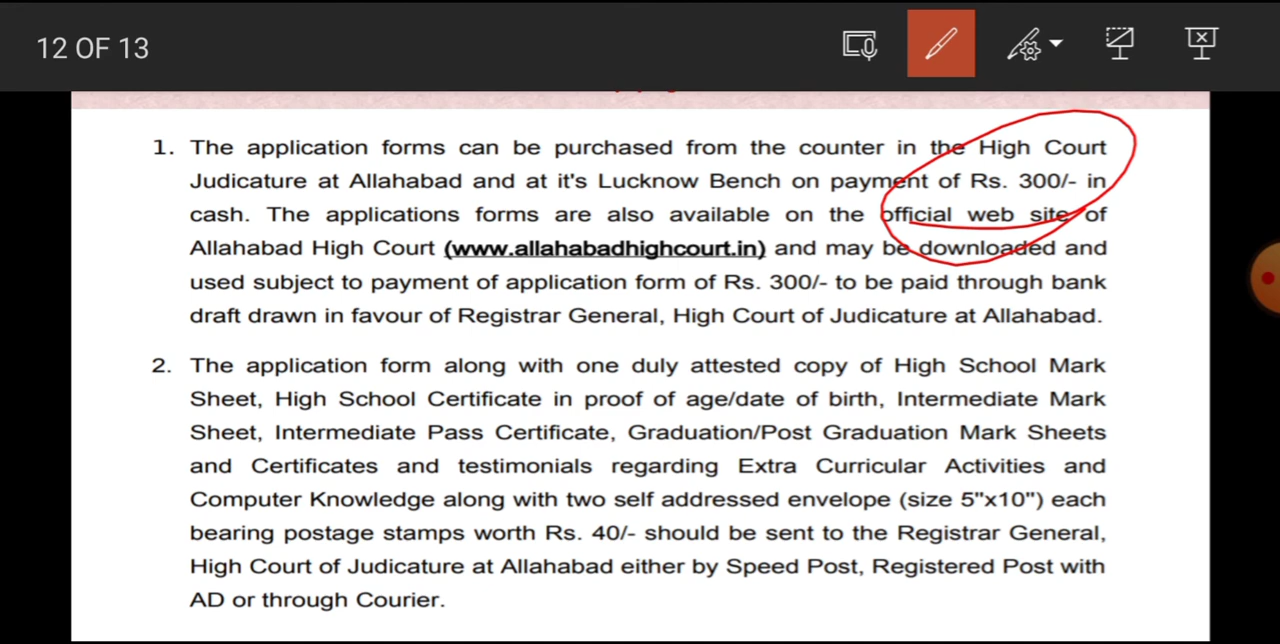 12 OF 13
1. The application forms can be purchased from the counter in the High Court
Judicature at Allahabad and at it's Lucknow Bench on payment of Rs. 300/- in
cash. The applications forms are also available on the official web site of
Allahabad High Court (www.allahabadhighcourt.in) and may be downloaded and
used subject to payment of application form of Rs. 300/- to be paid through bank
draft drawn in favour of Registrar General, High Court of Judicature at Allahabad.
2. The application form along with one duly attested copy of High School Mark
Sheet, High School Certificate in proof of age/date of birth, Intermediate Mark
Sheet, Intermediate Pass Certificate, Graduation/Post Graduation Mark Sheets
and Certificates and testimonials regarding Extra Curricular Activities and
Computer Knowledge along with two self addressed envelope (size 5"x10") each
bearing postage stamps worth Rs. 40/- should be sent to the Registrar General,
High Court of Judicature at Allahabad either by Speed Post, Registered Post with
AD or through Courier.